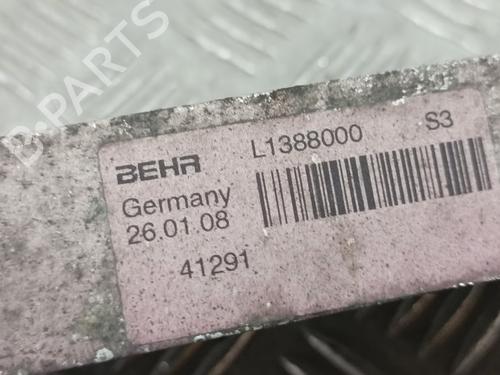 B-PARTS
BEHR L1388000 S3
Germany
26.01.08
41291